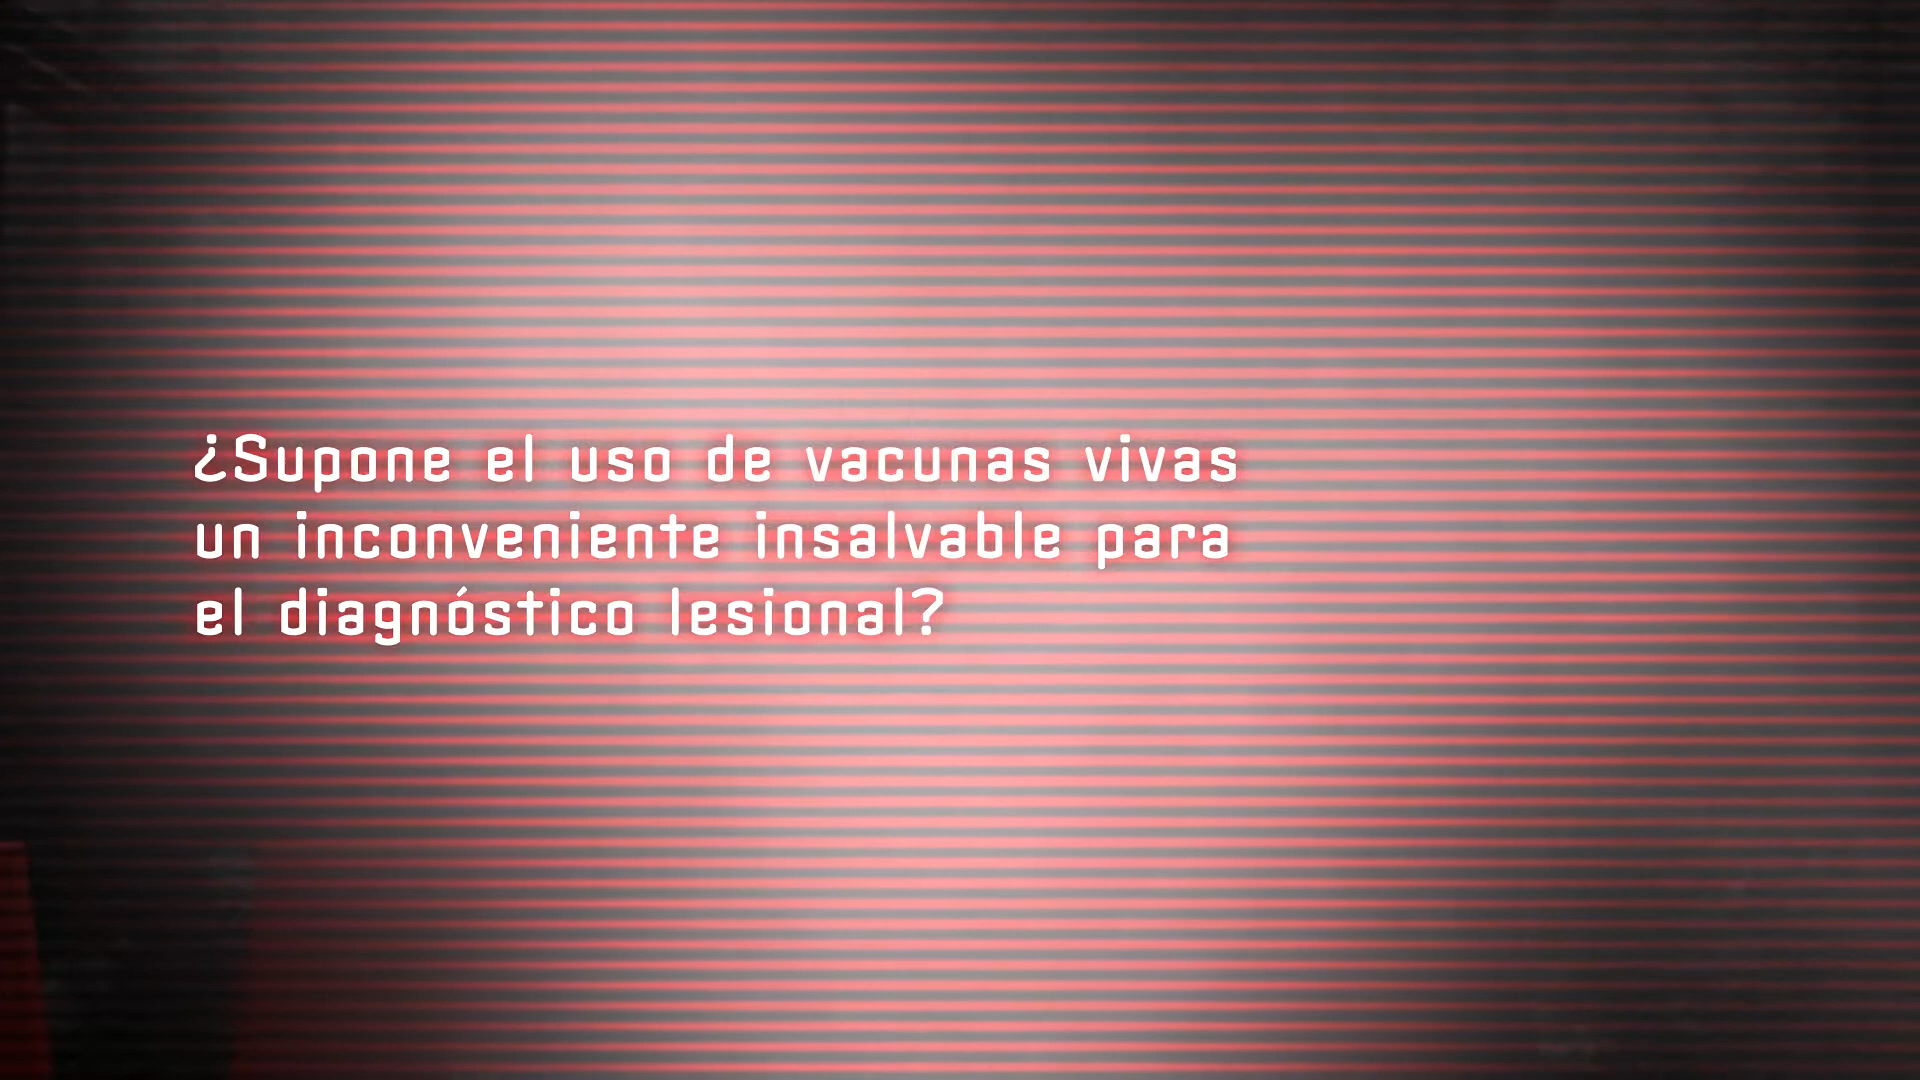 ¿Supone el uso de vacunas vivas
un inconveniente insalvable para
el diagnóstico lesional?